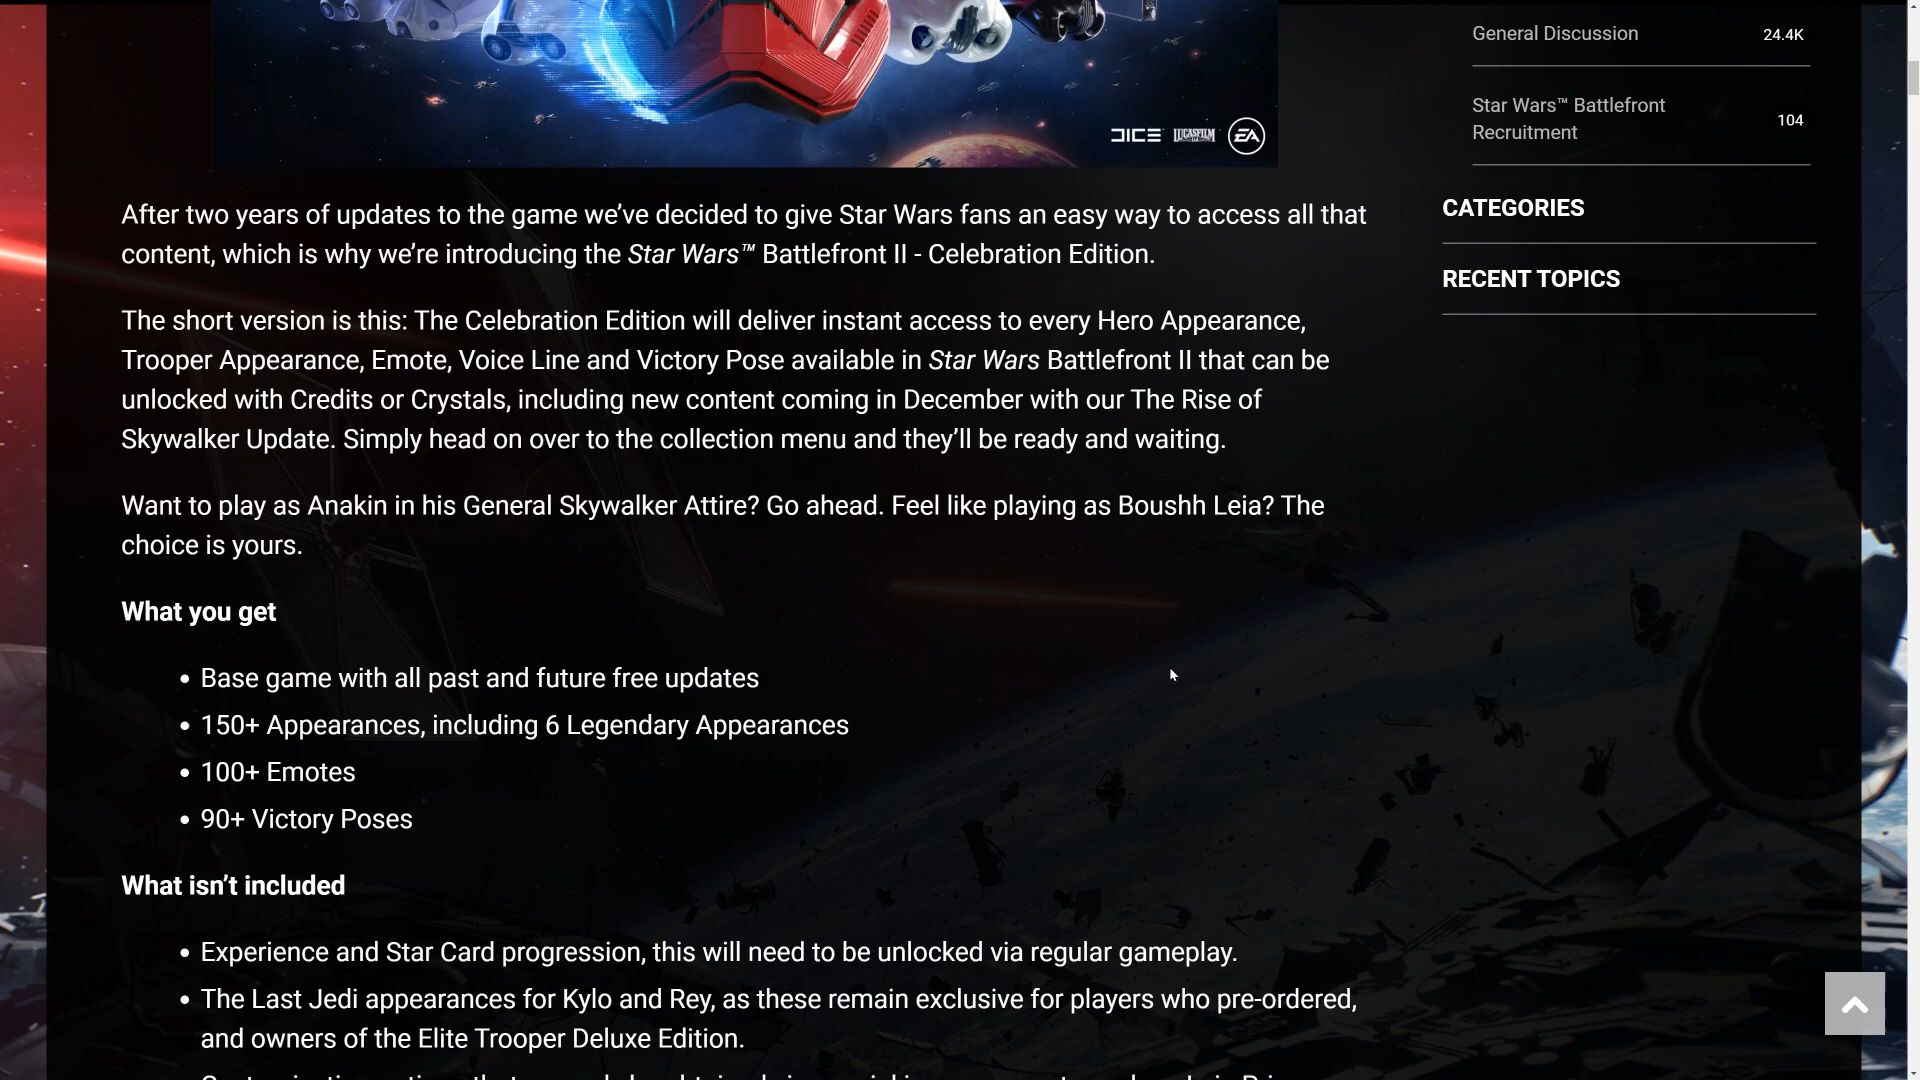 General Discussion 24.4K
Star Wars™ Battlefront
Recruitment 104
DICE LUCASFILM EA
After two years of updates to the game we’ve decided to give Star Wars fans an easy way to access all that
content, which is why we’re introducing the Star Wars™ Battlefront II - Celebration Edition.
CATEGORIES
RECENT TOPICS
The short version is this: The Celebration Edition will deliver instant access to every Hero Appearance,
Trooper Appearance, Emote, Voice Line and Victory Pose available in Star Wars Battlefront II that can be
unlocked with Credits or Crystals, including new content coming in December with our The Rise of
Skywalker Update. Simply head on over to the collection menu and they’ll be ready and waiting.
Want to play as Anakin in his General Skywalker Attire? Go ahead. Feel like playing as Boushh Leia? The
choice is yours.
What you get
• Base game with all past and future free updates
• 150+ Appearances, including 6 Legendary Appearances
• 100+ Emotes
• 90+ Victory Poses
What isn’t included
• Experience and Star Card progression, this will need to be unlocked via regular gameplay.
• The Last Jedi appearances for Kylo and Rey, as these remain exclusive for players who pre-ordered,
and owners of the Elite Trooper Deluxe Edition.